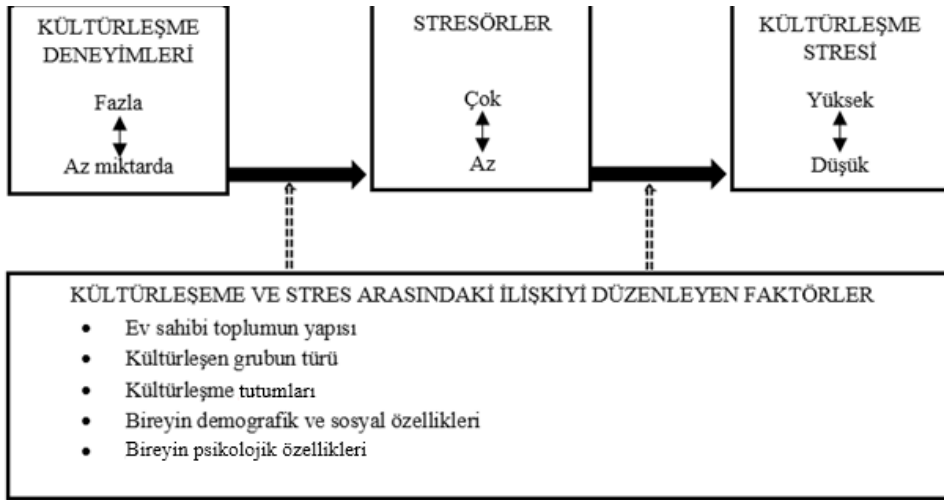 KÜLTÜRLEŞME
DENEYİMLERİ
Fazla
Az miktarda
STRESÖRLER
Çok
Az
KÜLTÜRLEŞME
STRESİ
Yüksek
Düşük
KÜLTÜRLEŞEME VE STRES ARASINDAKİ İLİŞKİYİ DÜZENLEYEN FAKTÖRLER
• Ev sahibi toplumun yapısı
• Kültürleşen grubun türü
• Kültürleşme tutumları
• Bireyin demografik ve sosyal özellikleri
• Bireyin psikolojik özellikleri